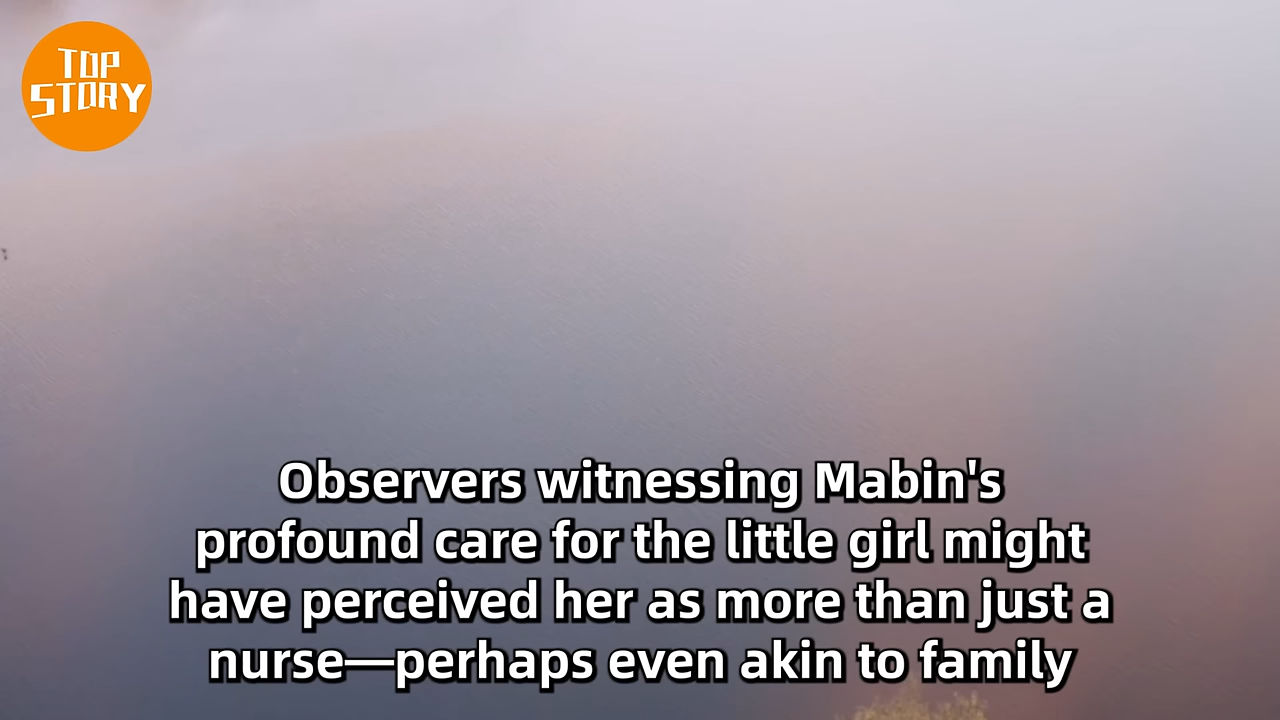 TOP
STORY
Observers witnessing Mabin's
profound care for the little girl might
have perceived her as more than just a
nurse—perhaps even akin to family